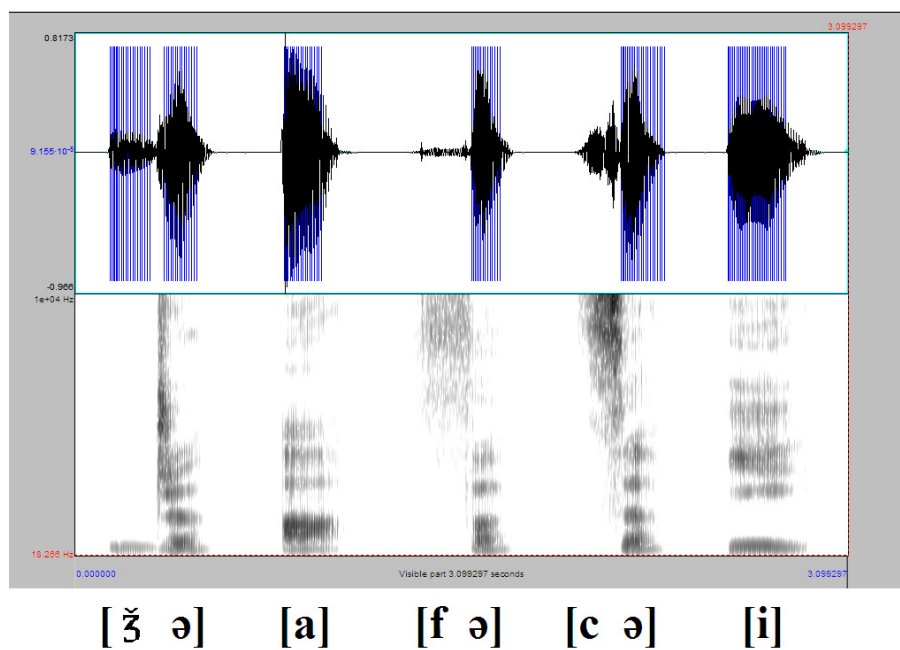 3.099297
0.8173
9.155·10⁻⁵
-0.966
1e+04 Hz
18.266 Hz
0.000000 Visible part 3.099297 seconds 3.099297
[ ǯ ə] [a] [f ə] [c ə] [i]